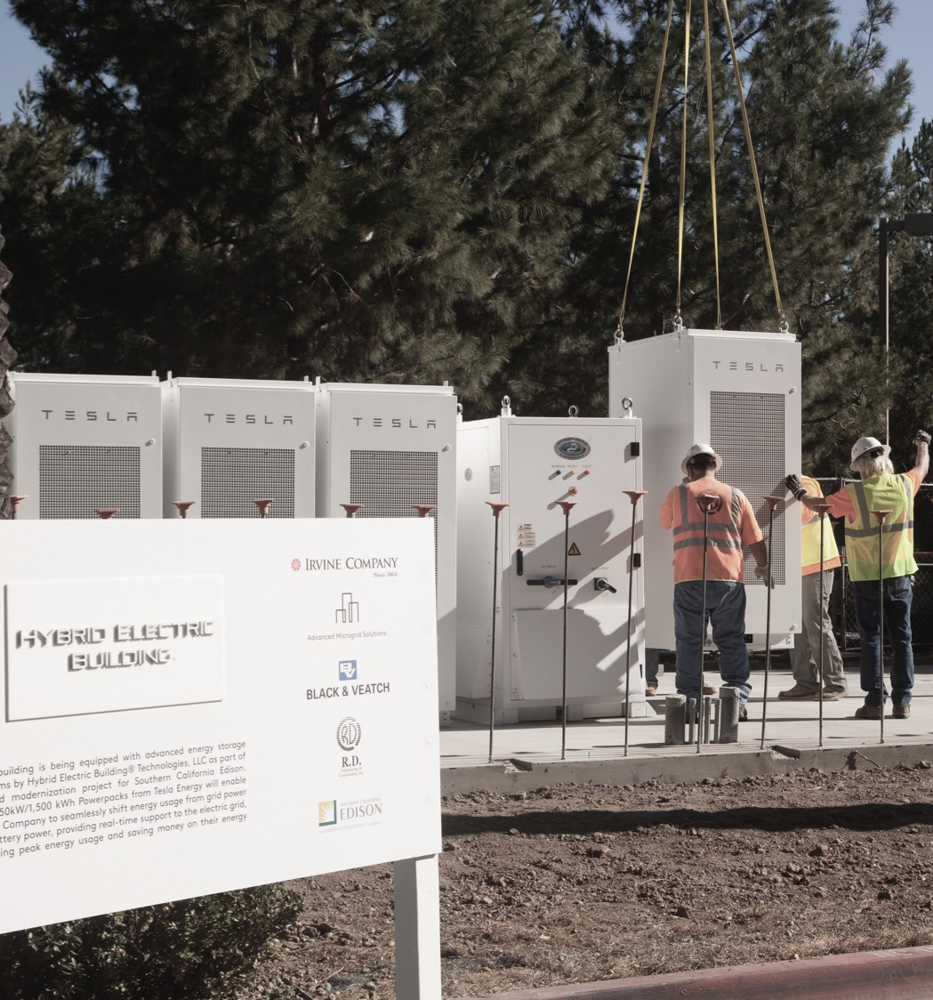 TESLA
TESLA
TESLA
TESLA
RUNNING READY FAULT
HYBRID ELECTRIC
BUILDING
IRVINE COMPANY
Since 1864
Advanced Microgrid Solutions
BV
BLACK & VEATCH
R.D.
SOUTHERN CALIFORNIA
EDISON
building is being equipped with advanced energy storage
ms by Hybrid Electric Building® Technologies, LLC as part of
d modernization project for Southern California Edison.
50kW/1,500 kWh Powerpacks from Tesla Energy will enable
Company to seamlessly shift energy usage from grid power
ttery power, providing real-time support to the electric grid,
ing peak energy usage and saving money on their energy